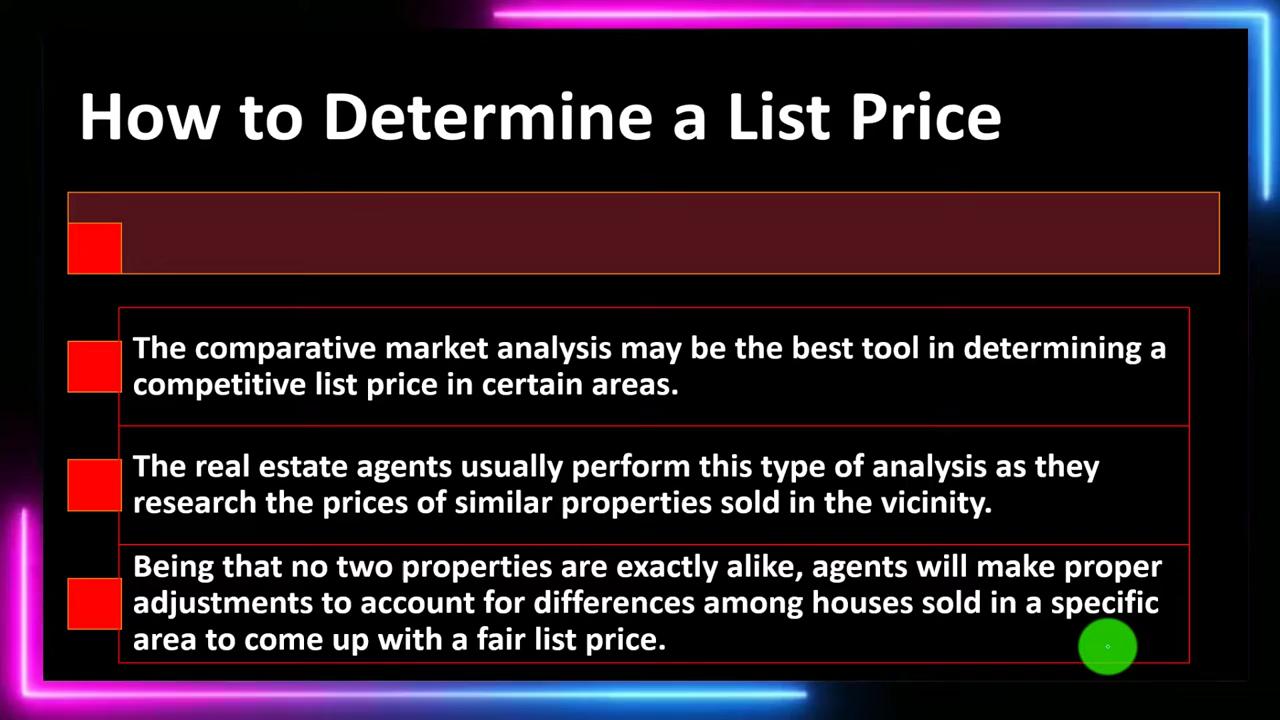 How to Determine a List Price
The comparative market analysis may be the best tool in determining a
competitive list price in certain areas.
The real estate agents usually perform this type of analysis as they
research the prices of similar properties sold in the vicinity.
Being that no two properties are exactly alike, agents will make proper
adjustments to account for differences among houses sold in a specific
area to come up with a fair list price.